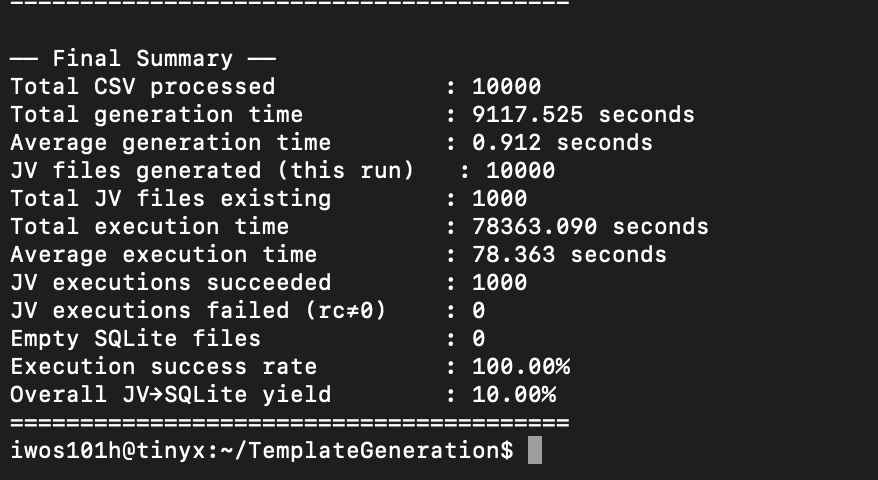 ========================================
—— Final Summary ——
Total CSV processed            : 10000
Total generation time          : 9117.525 seconds
Average generation time        : 0.912 seconds
JV files generated (this run)   : 10000
Total JV files existing        : 1000
Total execution time           : 78363.090 seconds
Average execution time         : 78.363 seconds
JV executions succeeded        : 1000
JV executions failed (rc≠0)    : 0
Empty SQLite files             : 0
Execution success rate         : 100.00%
Overall JV→SQLite yield        : 10.00%
========================================
iwos101h@tinyx:~/TemplateGeneration$